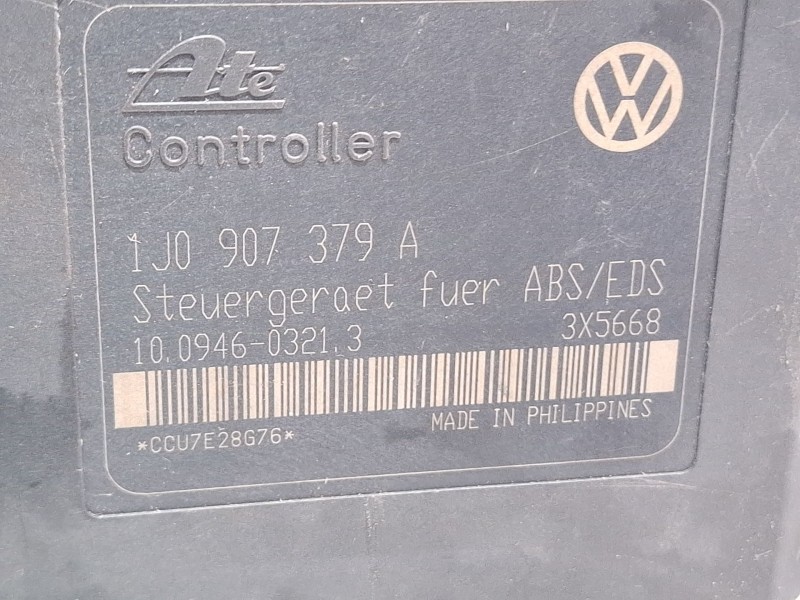 Ate
Controller
1J0 907 379 A
Steuergeraet fuer ABS/EDS
10.0946-0321.3 3X5668
MADE IN PHILIPPINES
*CCU7E28G76*